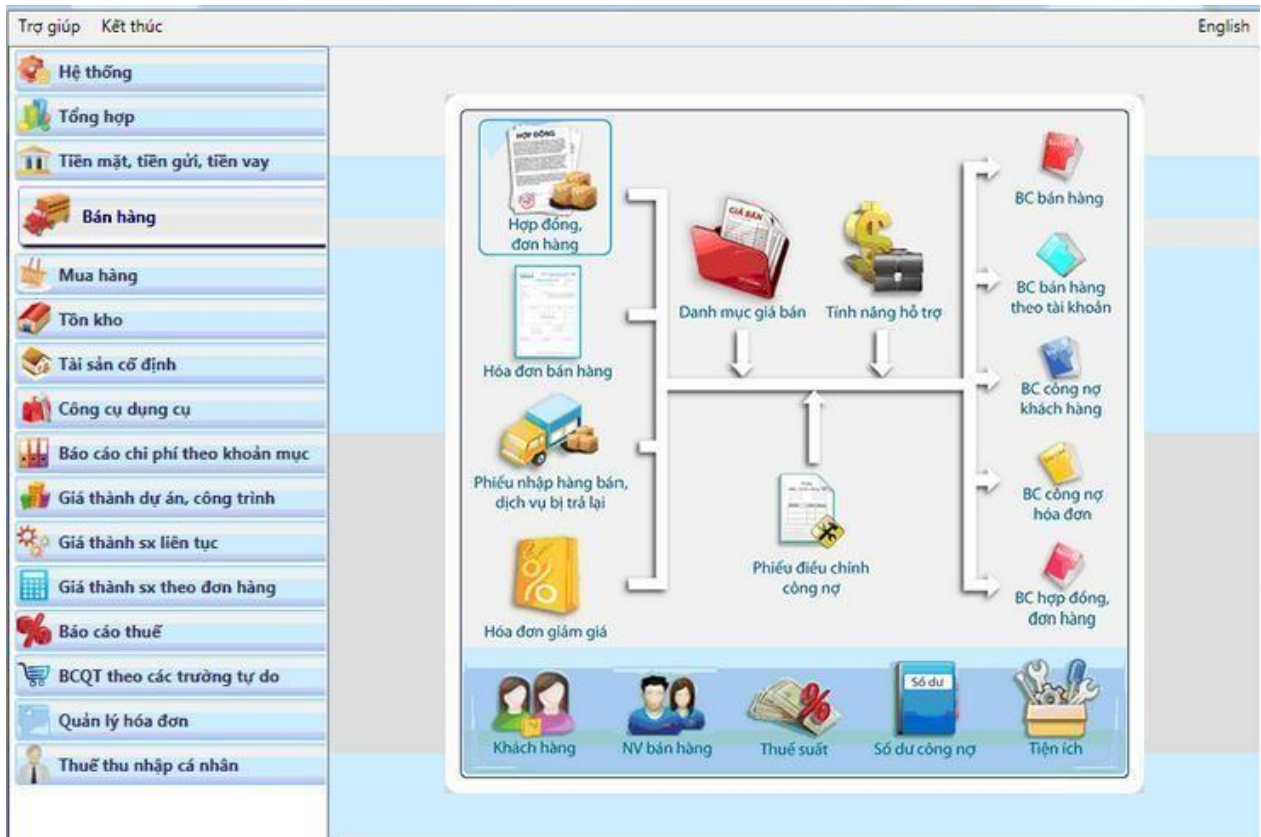 Trợ giúp Kết thúc English
Hệ thống
Tổng hợp
Tiền mặt, tiền gửi, tiền vay
Bán hàng
Mua hàng
Tồn kho
Tài sản cố định
Công cụ dụng cụ
Báo cáo chi phí theo khoản mục
Giá thành dự án, công trình
Giá thành sx liên tục
Giá thành sx theo đơn hàng
Báo cáo thuế
BCQT theo các trường tự do
Quản lý hóa đơn
Thuế thu nhập cá nhân
HỢP ĐỒNG
Hợp đồng,
đơn hàng
Hóa đơn bán hàng
Phiếu nhập hàng bán,
dịch vụ bị trả lại
Hóa đơn giảm giá
GIÁ BÁN
Danh mục giá bán
Tính năng hỗ trợ
Phiếu điều chỉnh
công nợ
BC bán hàng
BC bán hàng
theo tài khoản
BC công nợ
khách hàng
BC công nợ
hóa đơn
BC hợp đồng,
đơn hàng
Khách hàng
NV bán hàng
Thuế suất
Số dư
Số dư công nợ
Tiện ích